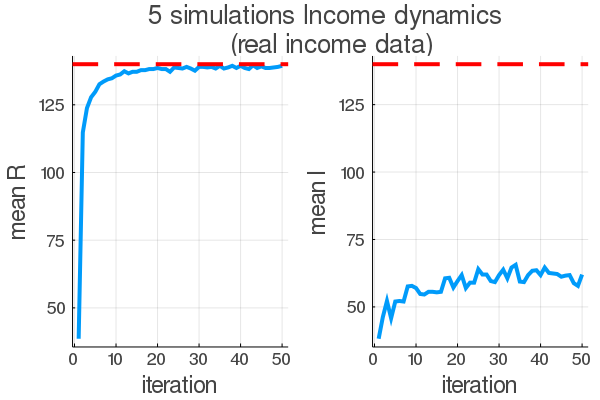 5 simulations Income dynamics
(real income data)
mean R
125
100
75
50
0 10 20 30 40 50
iteration
mean I
125
100
75
50
0 10 20 30 40 50
iteration